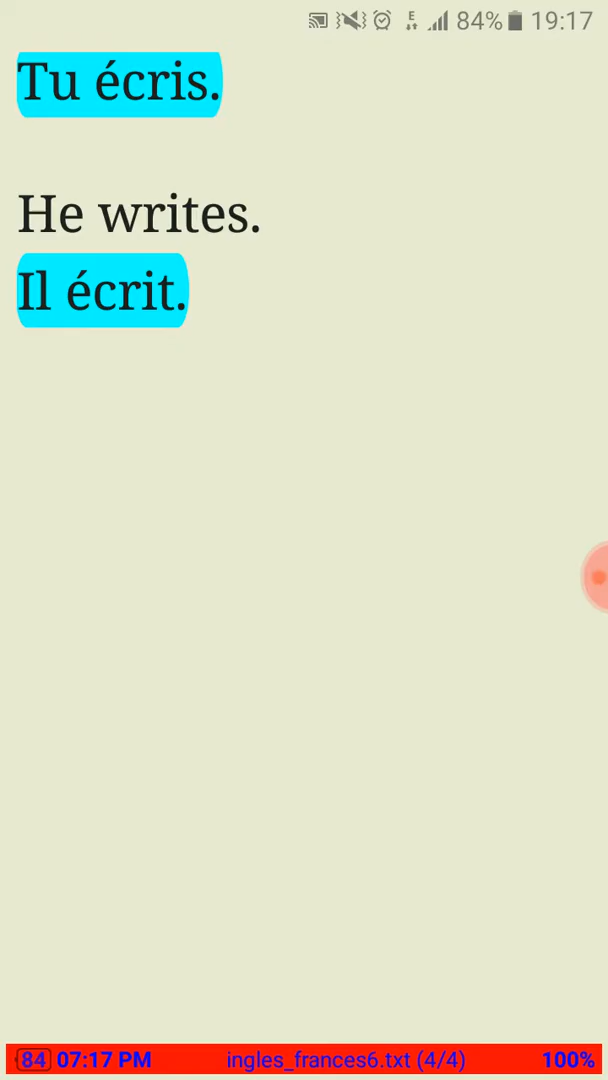 E 84% 19:17
Tu écris.
He writes.
Il écrit.
84 07:17 PM ingles_frances6.txt (4/4) 100%